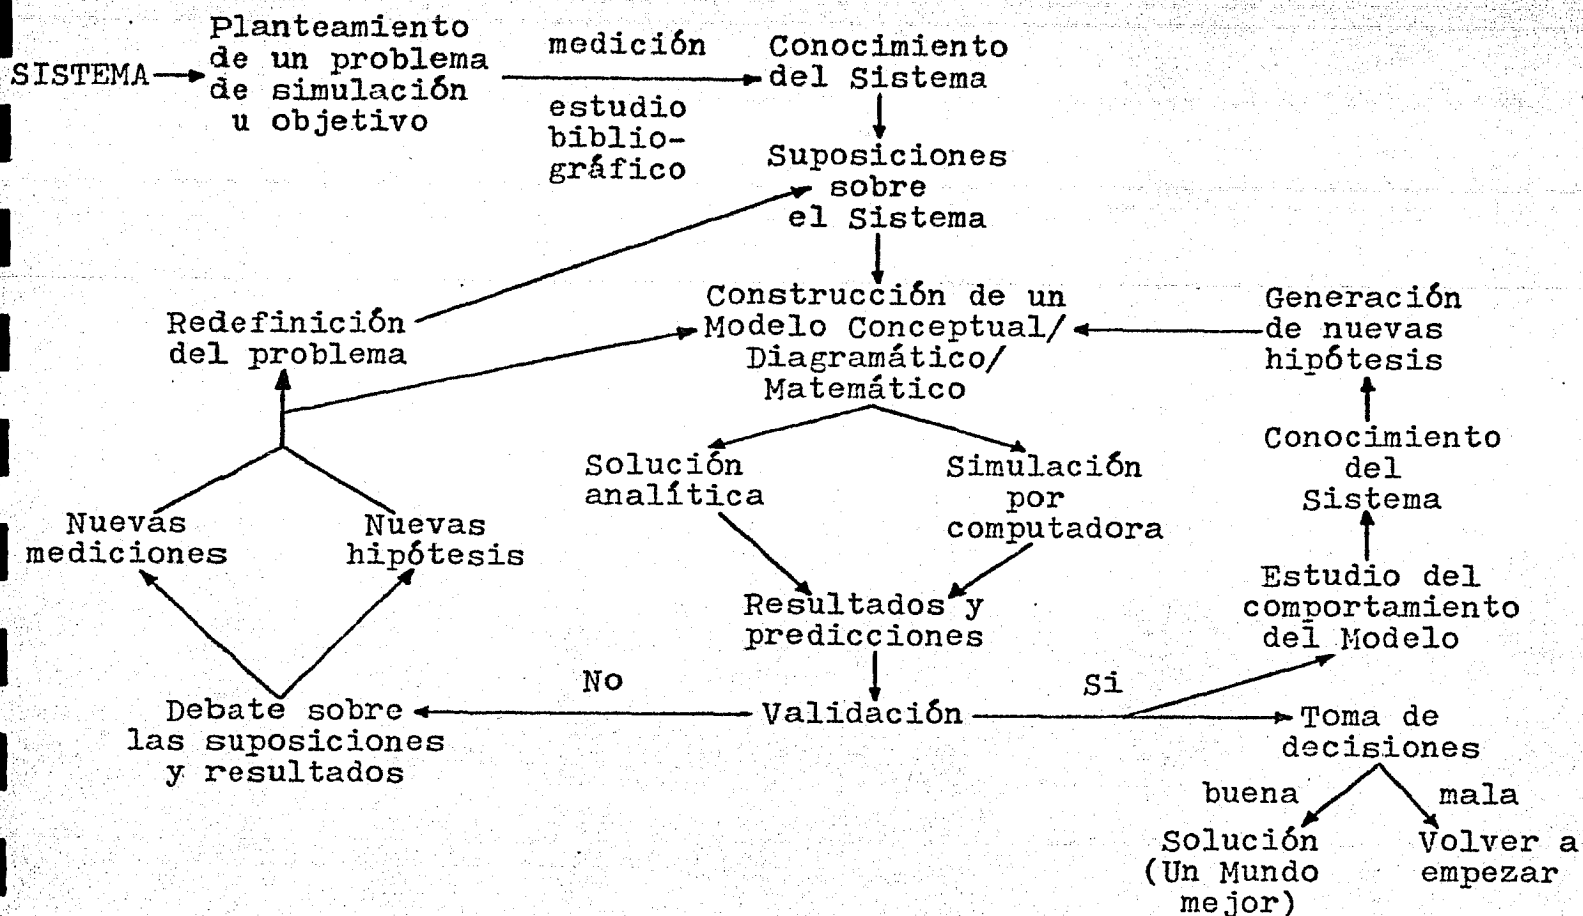 SISTEMA
Planteamiento
de un problema
de simulación
u objetivo
medición
estudio
biblio-
gráfico
Conocimiento
del Sistema
Suposiciones
sobre
el Sistema
Construcción de un
Modelo Conceptual/
Diagramático/
Matemático
Generación
de nuevas
hipótesis
Redefinición
del problema
Conocimiento
del
Sistema
Solución
analítica
Simulación
por
computadora
Nuevas
mediciones
Nuevas
hipótesis
Estudio del
comportamiento
del Modelo
Resultados y
predicciones
No
Si
Debate sobre
las suposiciones
y resultados
Validación
Toma de
decisiones
buena
mala
Solución
(Un Mundo
mejor)
Volver a
empezar